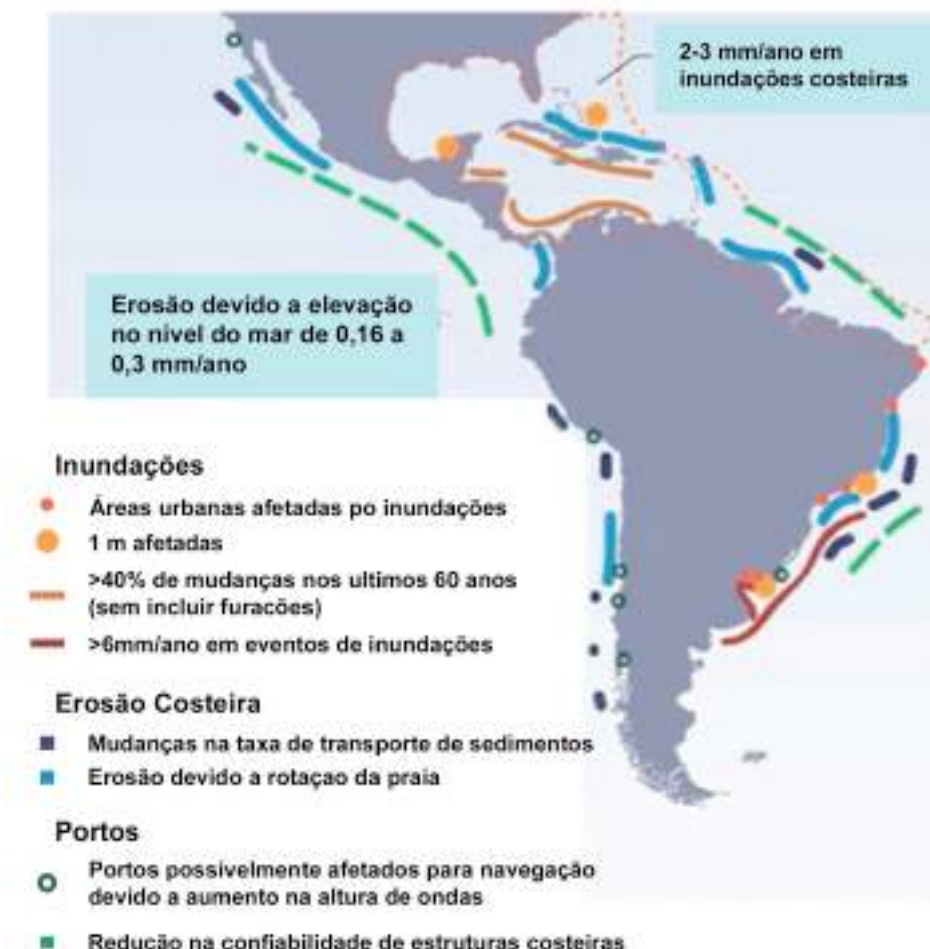 2-3 mm/ano em
inundações costeiras
Erosão devido a elevação
no nivel do mar de 0,16 a
0,3 mm/ano
Inundações
Áreas urbanas afetadas po inundações
1 m afetadas
>40% de mudanças nos ultimos 60 anos
(sem incluir furacões)
>6mm/ano em eventos de inundações
Erosão Costeira
Mudanças na taxa de transporte de sedimentos
Erosão devido a rotaçao da praia
Portos
Portos possivelmente afetados para navegação
devido a aumento na altura de ondas
Redução na confiabilidade de estruturas costeiras